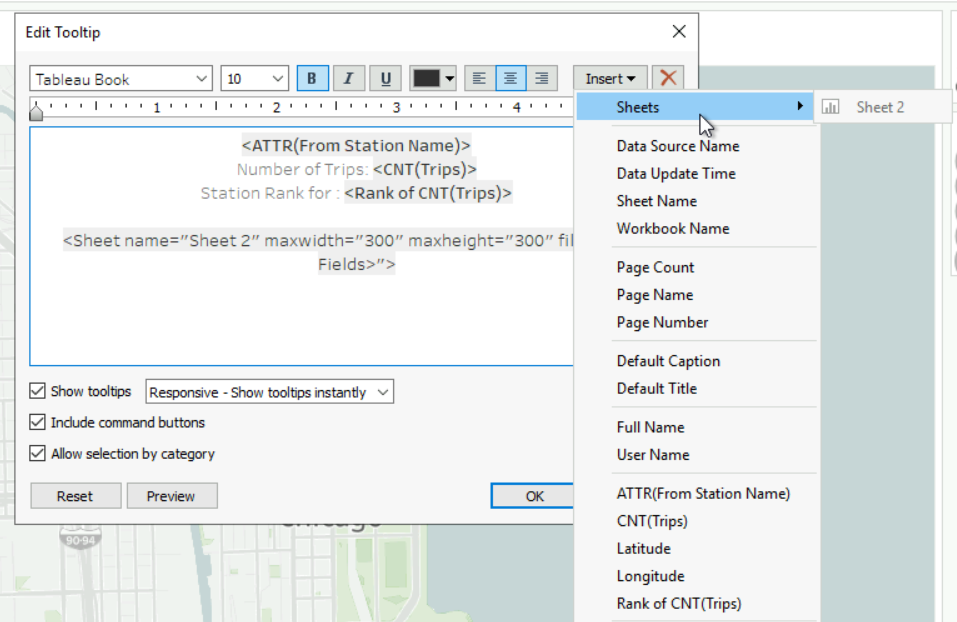 Edit Tooltip
Tableau Book
10
B
I
U
Insert
1
2
3
4
<ATTR(From Station Name)>
Number of Trips: <CNT(Trips)>
Station Rank for : <Rank of CNT(Trips)>
<Sheet name="Sheet 2" maxwidth="300" maxheight="300" fil
Fields>">
Show tooltips
Responsive - Show tooltips instantly
Include command buttons
Allow selection by category
Reset
Preview
OK
Sheets
Sheet 2
Data Source Name
Data Update Time
Sheet Name
Workbook Name
Page Count
Page Name
Page Number
Default Caption
Default Title
Full Name
User Name
ATTR(From Station Name)
CNT(Trips)
Latitude
Longitude
Rank of CNT(Trips)
Chicago
90-94